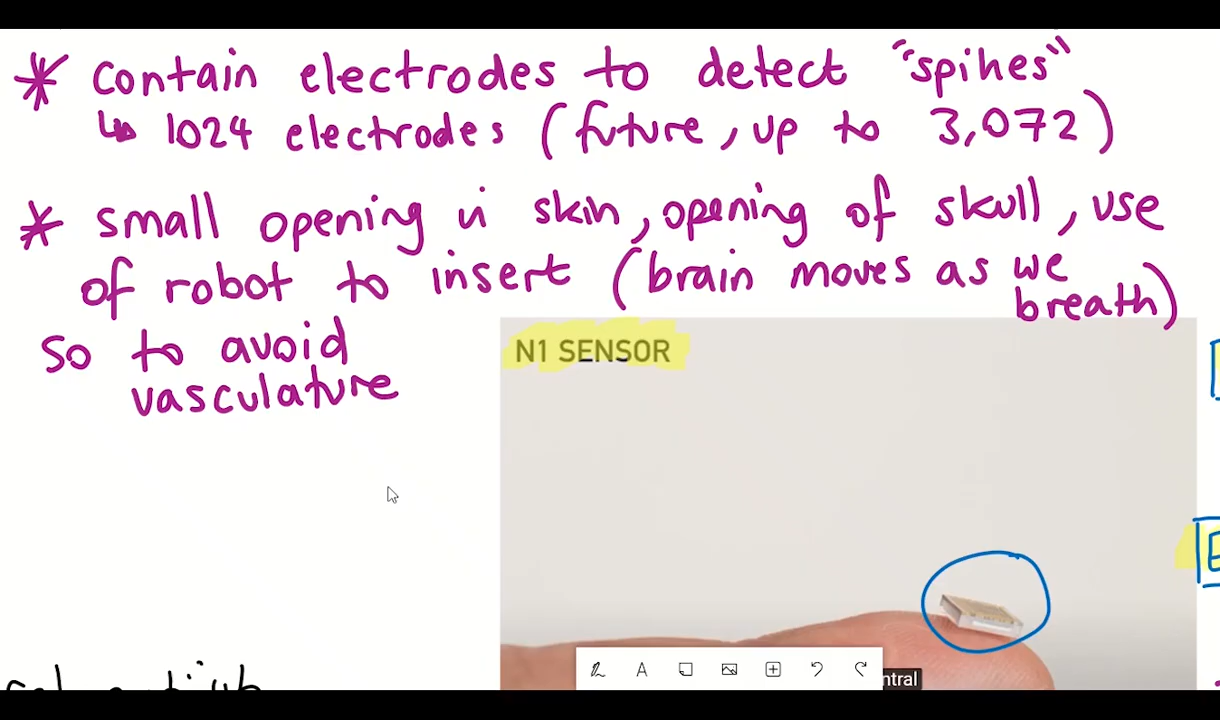 * contain electrodes to detect "spikes"
↳ 1024 electrodes (future, up to 3,072)
* small opening in skin, opening of skull, use
of robot to insert (brain moves as we
breath)
so to avoid
vasculature
N1 SENSOR
A
ntral